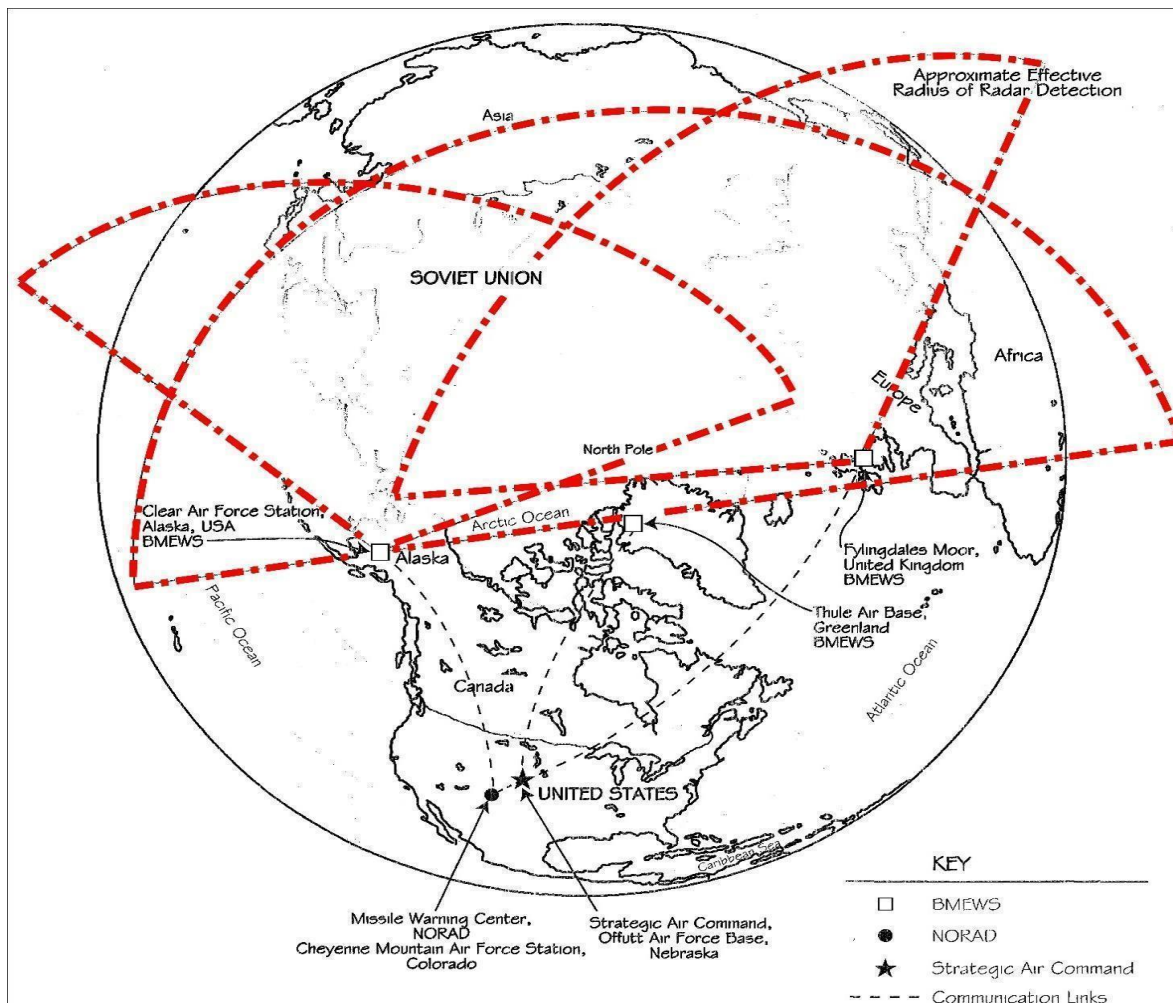 Approximate Effective
Radius of Radar Detection
Asia
SOVIET UNION
Africa
Europe
North Pole
Clear Air Force Station,
Alaska, USA
BMEWS
Arctic Ocean
Alaska
Fylingdales Moor,
United Kingdom
BMEWS
Thule Air Base,
Greenland
BMEWS
Pacific Ocean
Atlantic Ocean
Canada
UNITED STATES
Caribbean Sea
Missile Warning Center,
NORAD
Cheyenne Mountain Air Force Station,
Colorado
Strategic Air Command,
Offutt Air Force Base,
Nebraska
KEY
BMEWS
NORAD
Strategic Air Command
Communication Links